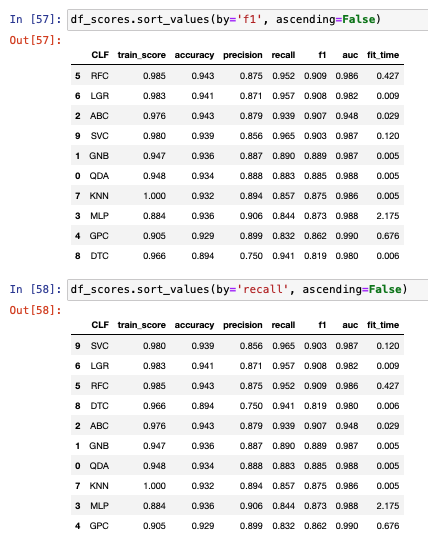 In [57]: df_scores.sort_values(by='f1', ascending=False)
Out[57]:
CLF train_score accuracy precision recall f1 auc fit_time
5 RFC 0.985 0.943 0.875 0.952 0.909 0.986 0.427
6 LGR 0.983 0.941 0.871 0.957 0.908 0.982 0.009
2 ABC 0.976 0.943 0.879 0.939 0.907 0.948 0.029
9 SVC 0.980 0.939 0.856 0.965 0.903 0.987 0.120
1 GNB 0.947 0.936 0.887 0.890 0.889 0.987 0.005
0 QDA 0.948 0.934 0.888 0.883 0.885 0.988 0.005
7 KNN 1.000 0.932 0.894 0.857 0.875 0.986 0.005
3 MLP 0.884 0.936 0.906 0.844 0.873 0.988 2.175
4 GPC 0.905 0.929 0.899 0.832 0.862 0.990 0.676
8 DTC 0.966 0.894 0.750 0.941 0.819 0.980 0.006
In [58]: df_scores.sort_values(by='recall', ascending=False)
Out[58]:
CLF train_score accuracy precision recall f1 auc fit_time
9 SVC 0.980 0.939 0.856 0.965 0.903 0.987 0.120
6 LGR 0.983 0.941 0.871 0.957 0.908 0.982 0.009
5 RFC 0.985 0.943 0.875 0.952 0.909 0.986 0.427
8 DTC 0.966 0.894 0.750 0.941 0.819 0.980 0.006
2 ABC 0.976 0.943 0.879 0.939 0.907 0.948 0.029
1 GNB 0.947 0.936 0.887 0.890 0.889 0.987 0.005
0 QDA 0.948 0.934 0.888 0.883 0.885 0.988 0.005
7 KNN 1.000 0.932 0.894 0.857 0.875 0.986 0.005
3 MLP 0.884 0.936 0.906 0.844 0.873 0.988 2.175
4 GPC 0.905 0.929 0.899 0.832 0.862 0.990 0.676